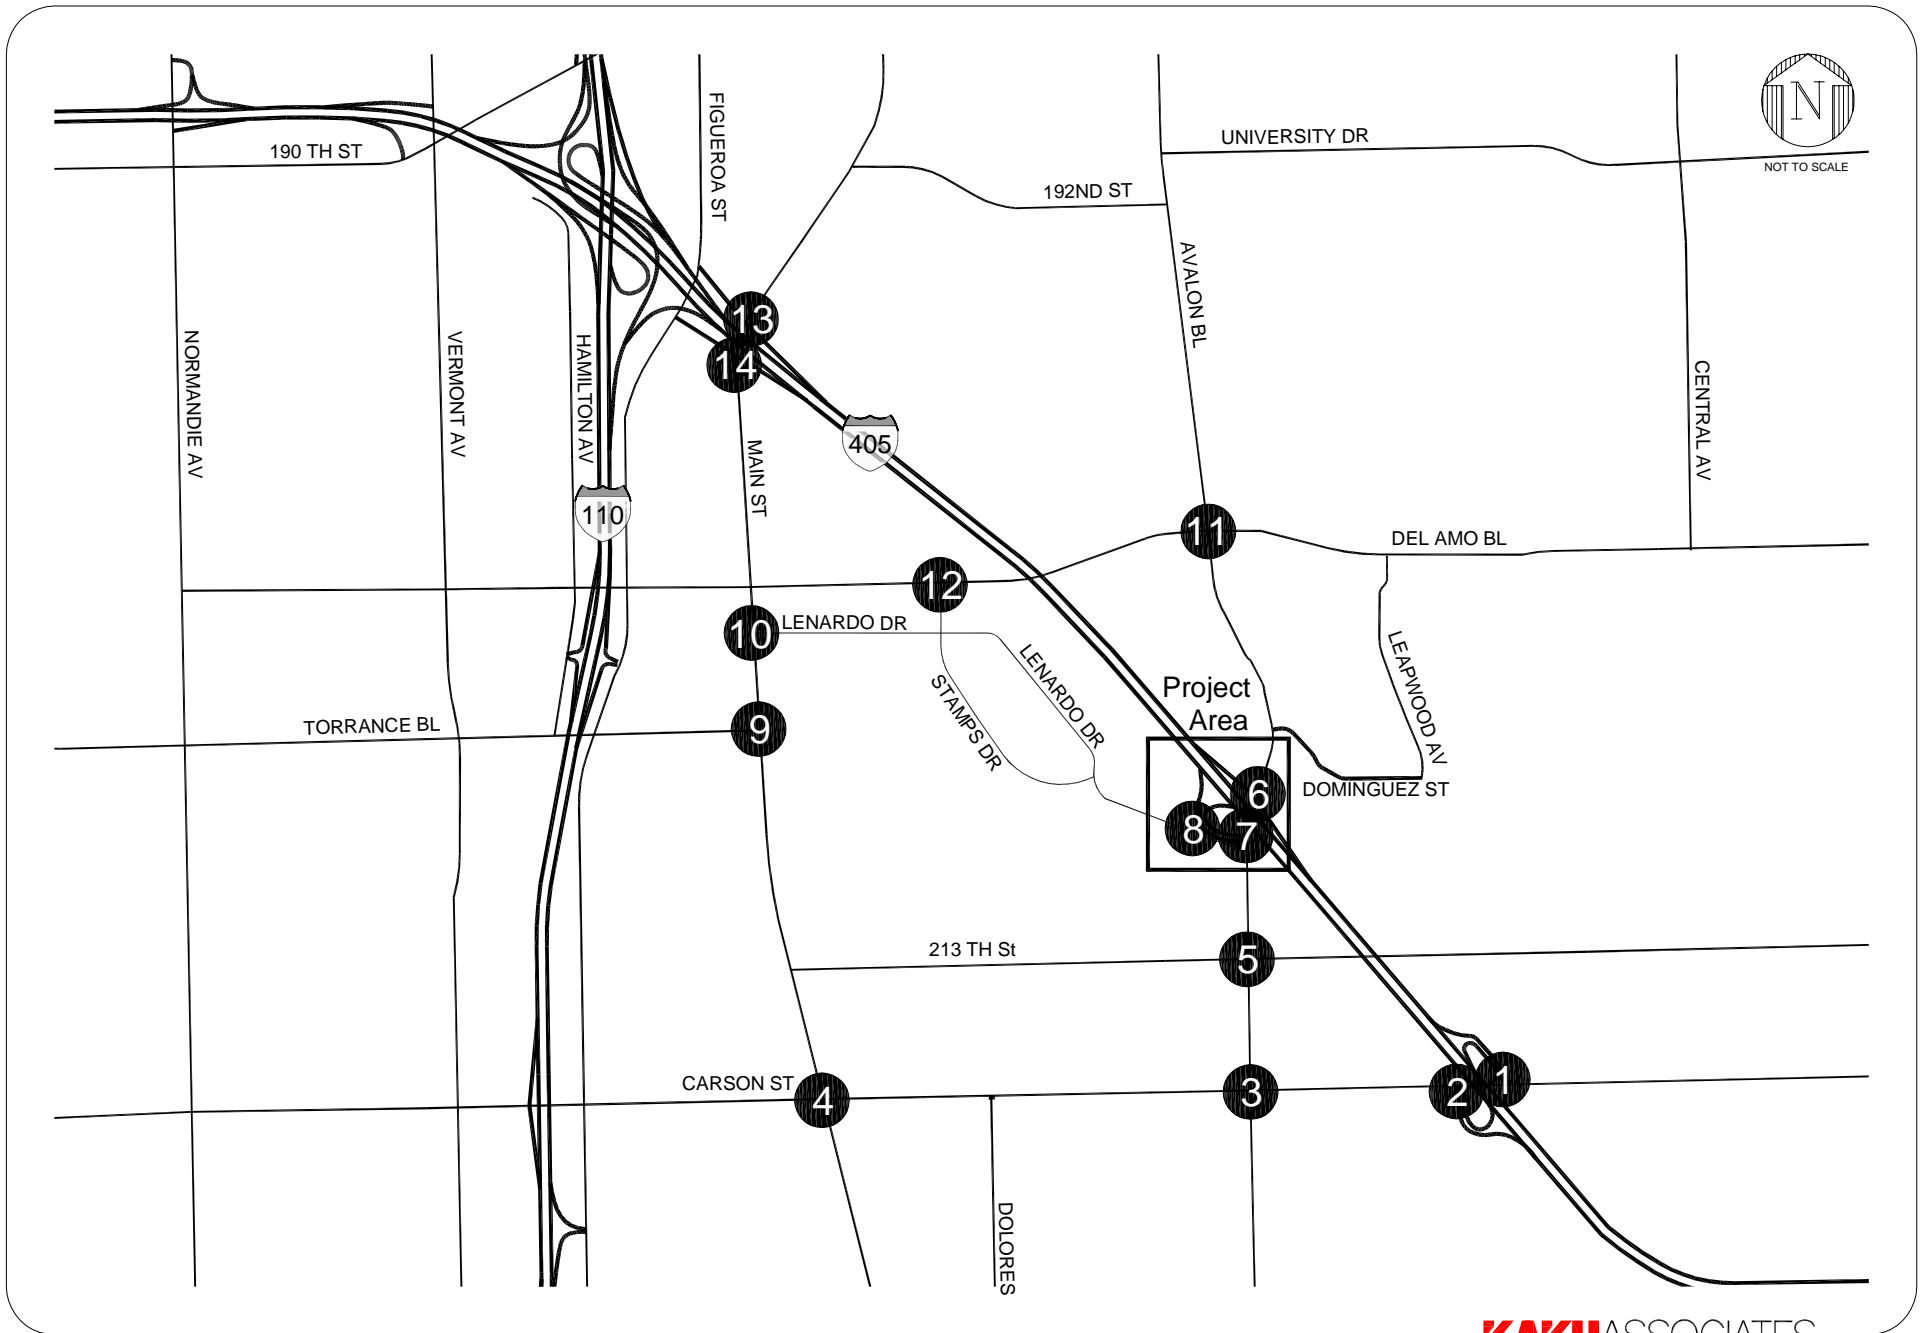 N
NOT TO SCALE
190 TH ST
FIGUEROA ST
UNIVERSITY DR
192ND ST
AVALON BL
NORMANDIE AV
VERMONT AV
HAMILTON AV
13
14
MAIN ST
405
CENTRAL AV
110
11
DEL AMO BL
12
10
LENARDO DR
LENARDO DR
STAMPS DR
LEAPWOOD AV
Project
Area
TORRANCE BL
9
6
DOMINGUEZ ST
8
7
213 TH St
5
CARSON ST
4
3
2
1
DOLORES
KAKU ASSOCIATES